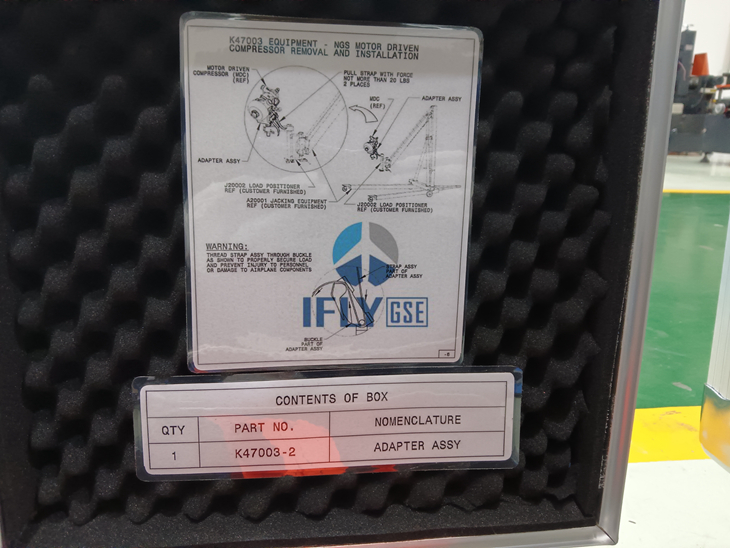 K47003 EQUIPMENT - NGS MOTOR DRIVEN
COMPRESSOR REMOVAL AND INSTALLATION
MOTOR DRIVEN
COMPRESSOR (MDC)
(REF)
PULL STRAP WITH FORCE
NOT MORE THAN 20 LBS
2 PLACES
MDC
(REF)
ADAPTER ASSY
ADAPTER ASSY
J20002 LOAD POSITIONER
REF (CUSTOMER FURNISHED)
A20001 JACKING EQUIPMENT
REF (CUSTOMER FURNISHED)
J20002 LOAD POSITIONER
REF (CUSTOMER FURNISHED)
WARNING:
THREAD STRAP ASSY THROUGH BUCKLE
AS SHOWN TO PROPERLY SECURE LOAD
AND PREVENT INJURY TO PERSONNEL
OR DAMAGE TO AIRPLANE COMPONENTS
STRAP ASSY
PART OF
ADAPTER ASSY
IFLY GSE
BUCKLE
PART OF
ADAPTER ASSY
CONTENTS OF BOX
QTY PART NO. NOMENCLATURE
1 K47003-2 ADAPTER ASSY